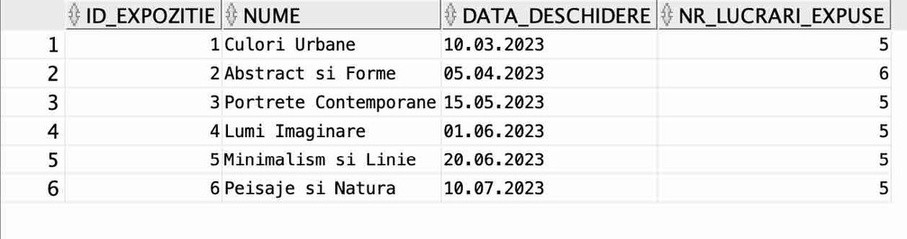 ID_EXPOZITIE NUME DATA_DESCHIDERE NR_LUCRARI_EXPUSE
1 1 Culori Urbane 10.03.2023 5
2 2 Abstract si Forme 05.04.2023 6
3 3 Portrete Contemporane 15.05.2023 5
4 4 Lumi Imaginare 01.06.2023 5
5 5 Minimalism si Linie 20.06.2023 5
6 6 Peisaje si Natura 10.07.2023 5